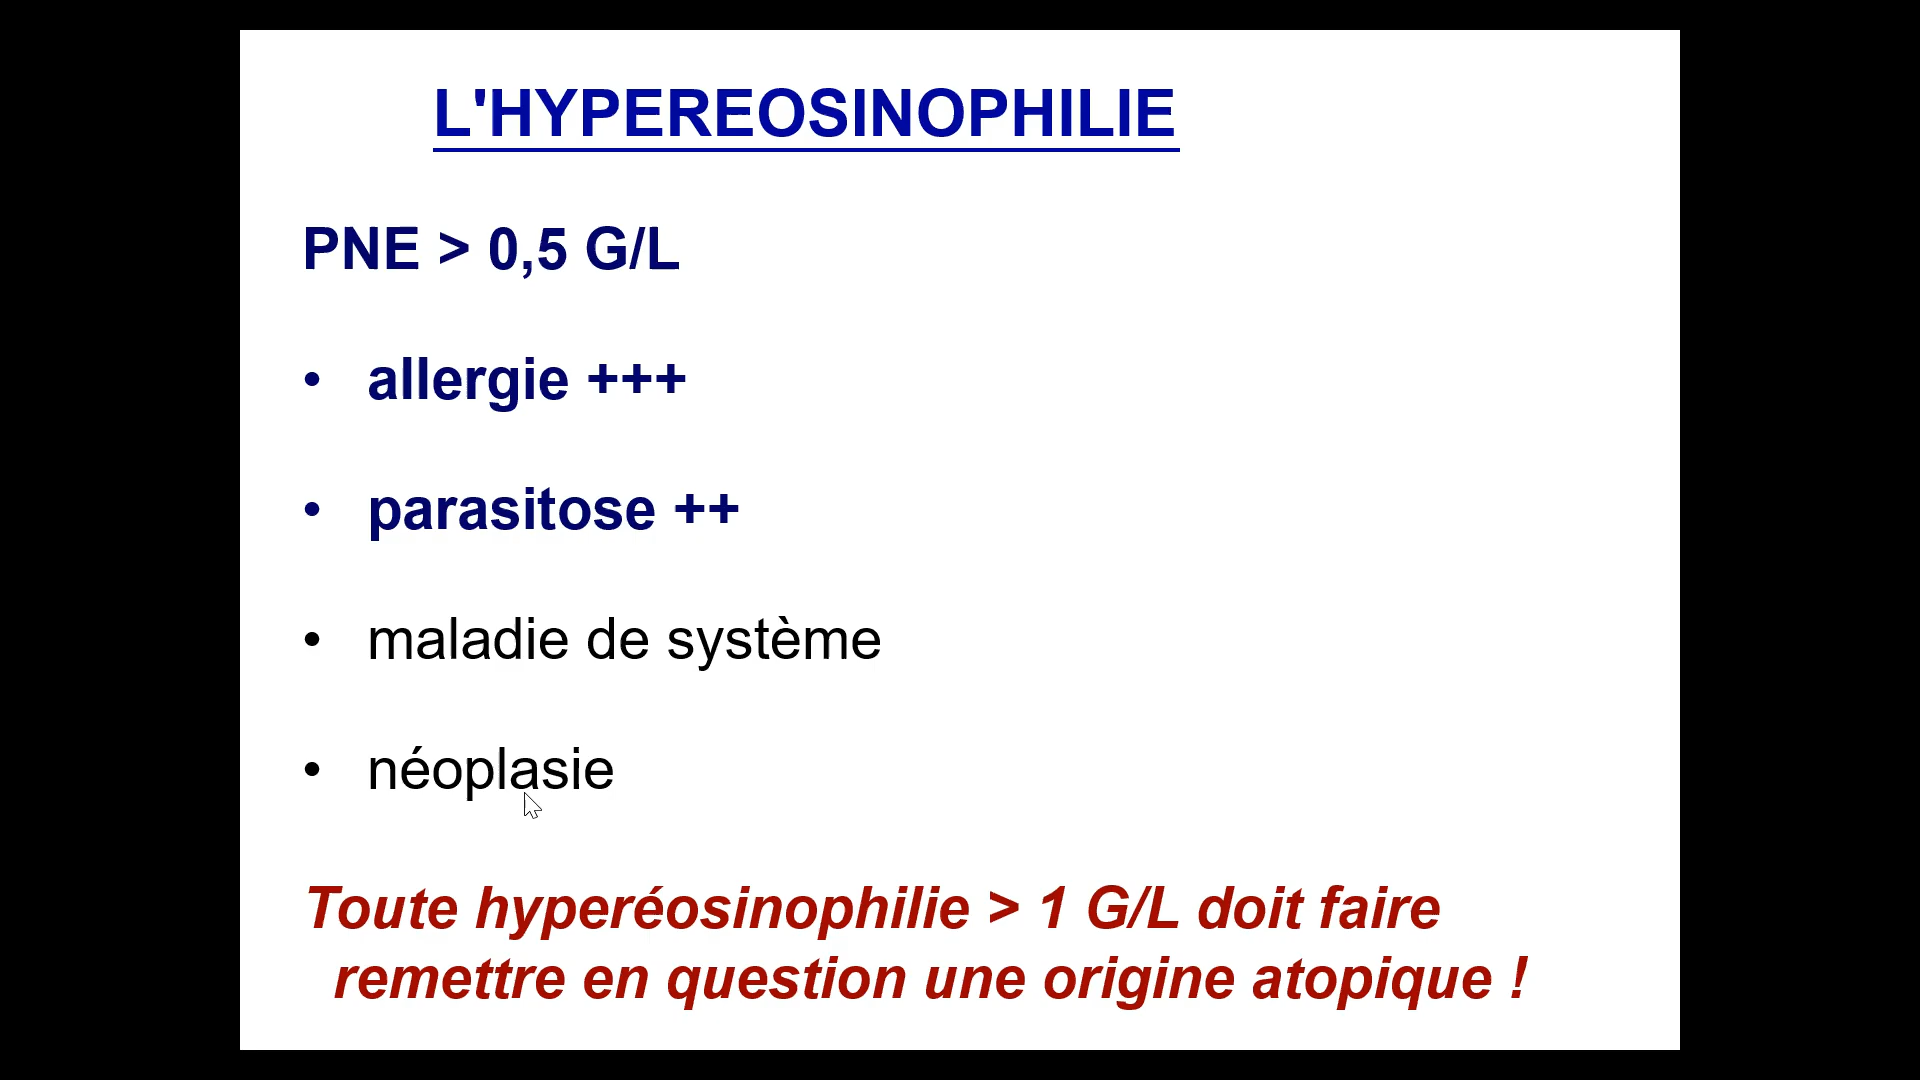 L'HYPEREOSINOPHILIE
PNE > 0,5 G/L
• allergie +++
• parasitose ++
• maladie de système
• néoplasie
Toute hyperéosinophilie > 1 G/L doit faire
remettre en question une origine atopique !